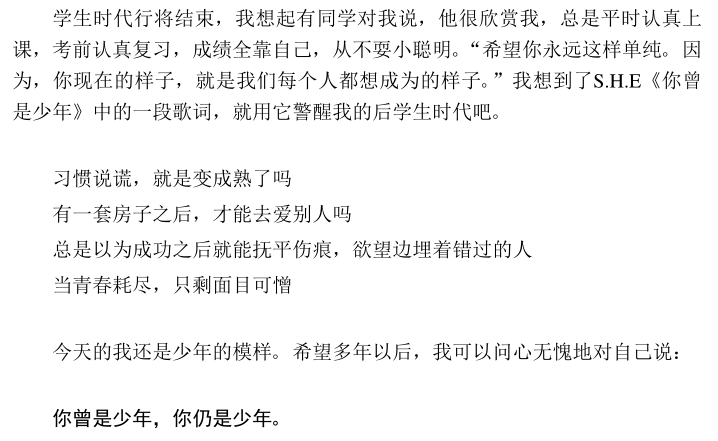 学生时代行将结束，我想起有同学对我说，他很欣赏我，总是平时认真上
课，考前认真复习，成绩全靠自己，从不耍小聪明。“希望你永远这样单纯。因
为，你现在的样子，就是我们每个人都想成为的样子。”我想到了S.H.E《你曾
是少年》中的一段歌词，就用它警醒我的后学生时代吧。
习惯说谎，就是变成熟了吗
有一套房子之后，才能去爱别人吗
总是以为成功之后就能抚平伤痕，欲望边埋着错过的人
当青春耗尽，只剩面目可憎
今天的我还是少年的模样。希望多年以后，我可以问心无愧地对自己说：
你曾是少年，你仍是少年。